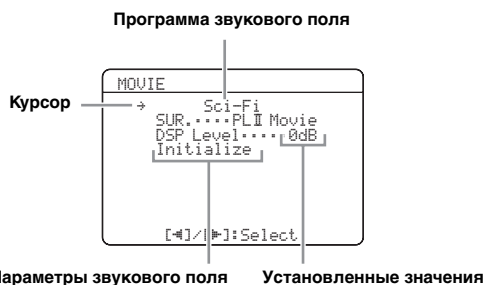 Программа звукового поля
MOVIE
Курсор
→ Sci-Fi
SUR.····PLⅡ Movie
DSP Level···· 0dB
Initialize
[◄]/[►]:Select
Параметры звукового поля
Установленные значения